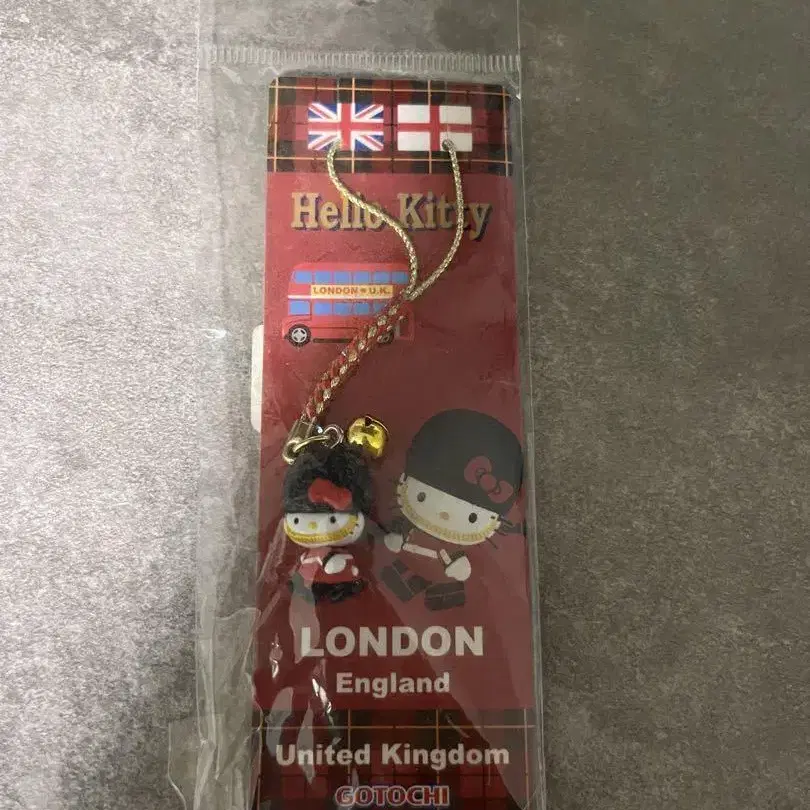 Hello Kitty
LONDON U.K.
LONDON
England
United Kingdom
GOTOCHI